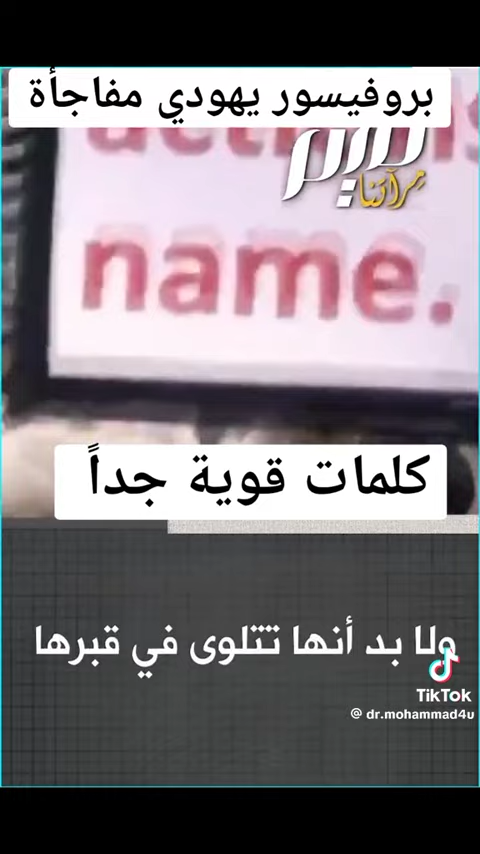 بروفيسور يهودي مفاجأة
مرآتنا
name.
كلمات قوية جداً
ولا بد أنها تتلوى في قبرها
TikTok
@ dr.mohammad4u